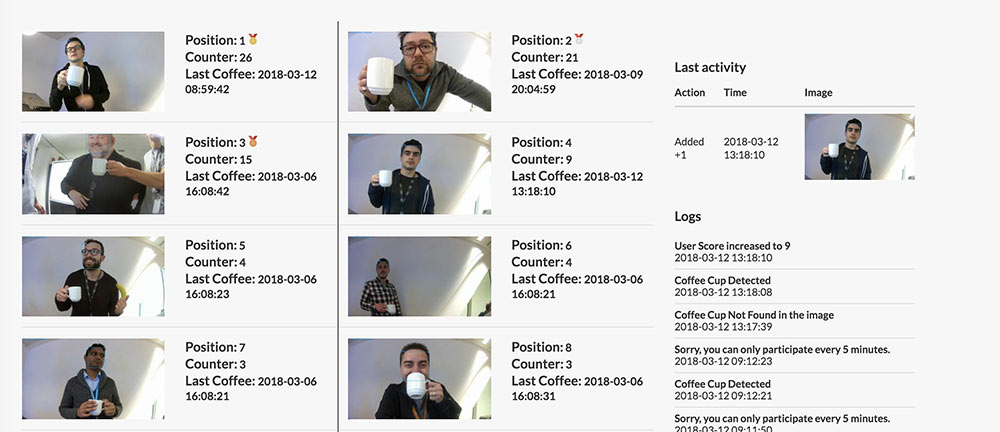 Position: 1
Counter: 26
Last Coffee: 2018-03-12
08:59:42
Position: 2
Counter: 21
Last Coffee: 2018-03-09
20:04:59
Position: 3
Counter: 15
Last Coffee: 2018-03-06
16:08:42
Position: 4
Counter: 9
Last Coffee: 2018-03-12
13:18:10
Position: 5
Counter: 4
Last Coffee: 2018-03-06
16:08:23
Position: 6
Counter: 4
Last Coffee: 2018-03-06
16:08:21
Position: 7
Counter: 3
Last Coffee: 2018-03-06
16:08:21
Position: 8
Counter: 3
Last Coffee: 2018-03-06
16:08:31
Last activity
Action Time Image
Added
+1
2018-03-12
13:18:10
Logs
User Score increased to 9
2018-03-12 13:18:10
Coffee Cup Detected
2018-03-12 13:18:08
Coffee Cup Not Found in the image
2018-03-12 13:17:39
Sorry, you can only participate every 5 minutes.
2018-03-12 09:12:23
Coffee Cup Detected
2018-03-12 09:12:21
Sorry, you can only participate every 5 minutes.
2018-03-12 09:11:50